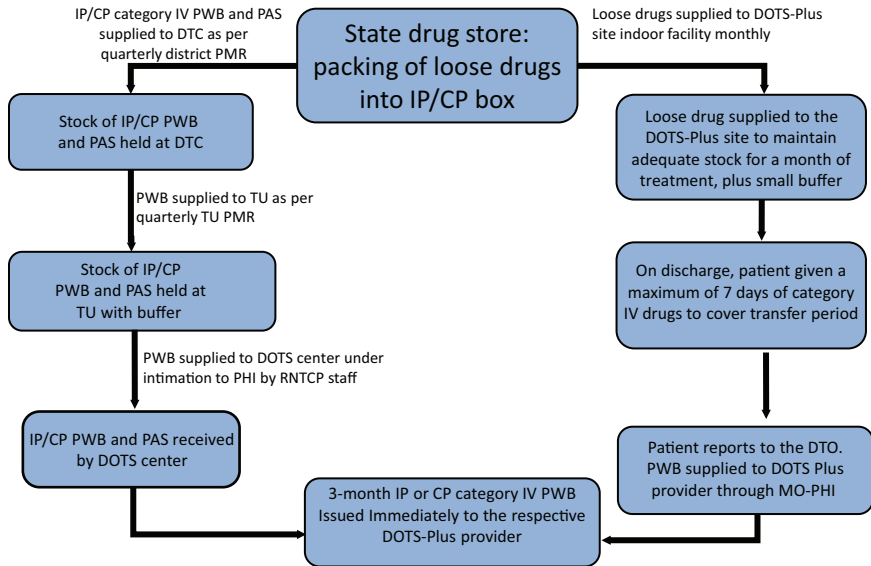 IP/CP category IV PWB and PAS
supplied to DTC as per
quarterly district PMR
State drug store:
packing of loose drugs
into IP/CP box
Loose drugs supplied to DOTS-Plus
site indoor facility monthly
Stock of IP/CP PWB
and PAS held at DTC
Loose drug supplied to the
DOTS-Plus site to maintain
adequate stock for a month of
treatment, plus small buffer
PWB supplied to TU as per
quarterly TU PMR
Stock of IP/CP
PWB and PAS held at
TU with buffer
On discharge, patient given a
maximum of 7 days of category
IV drugs to cover transfer period
PWB supplied to DOTS center under
intimation to PHI by RNTCP staff
IP/CP PWB and PAS received
by DOTS center
Patient reports to the DTO.
PWB supplied to DOTS Plus
provider through MO-PHI
3-month IP or CP category IV PWB
Issued Immediately to the respective
DOTS-Plus provider